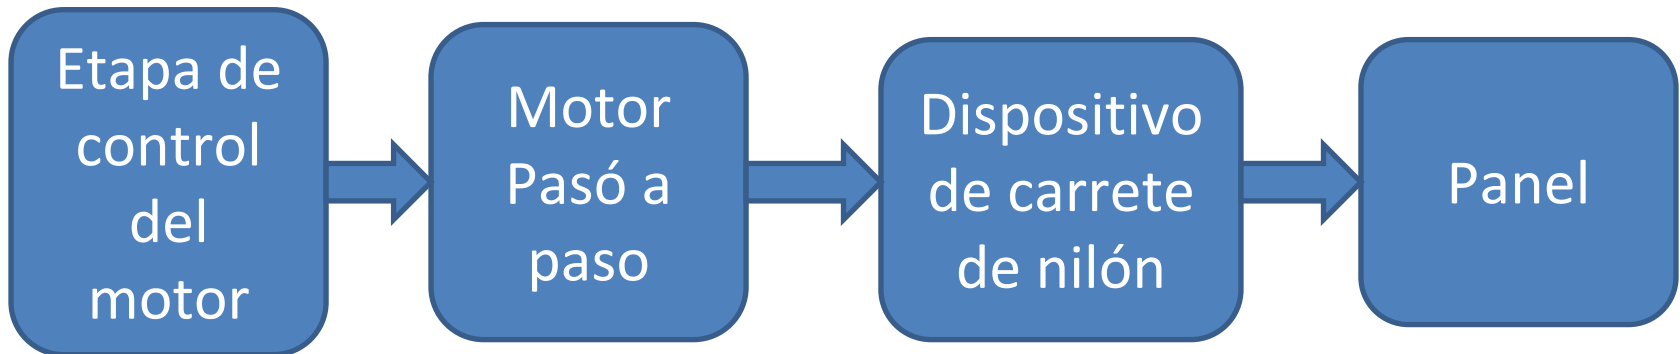 Etapa de
control
del
motor
Motor
Pasó a
paso
Dispositivo
de carrete
de nilón
Panel